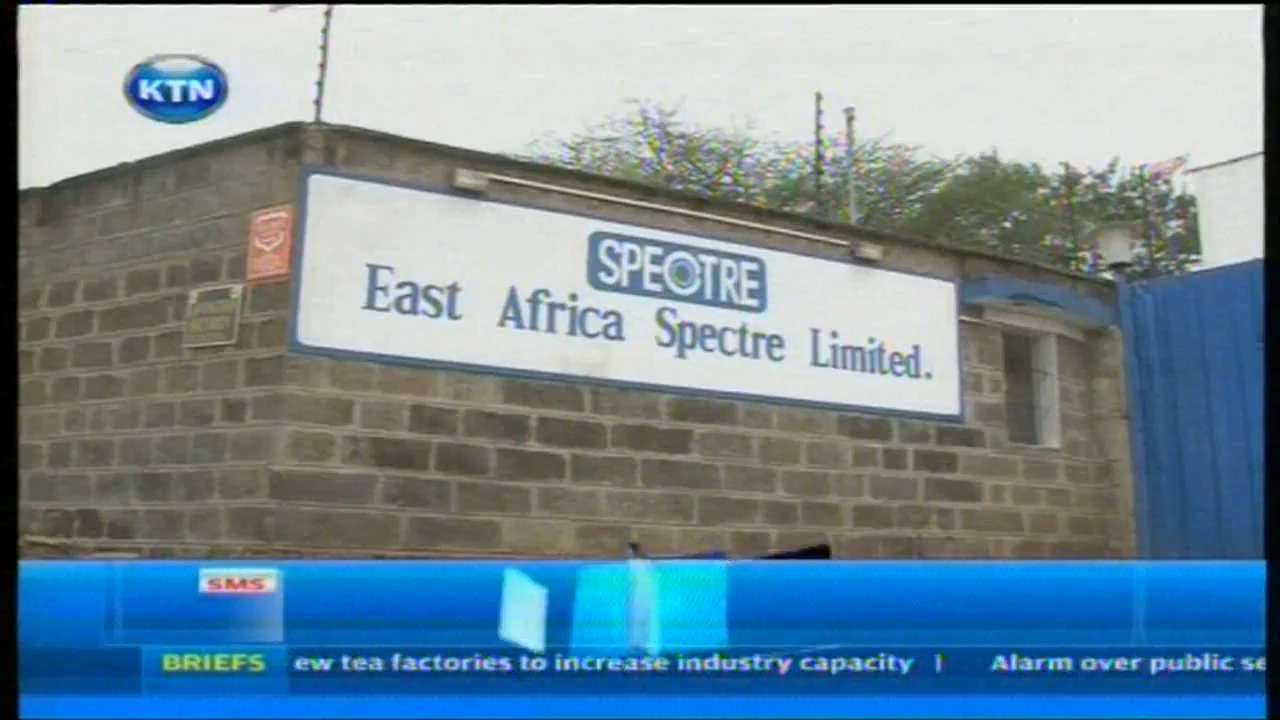 KTN
SPECTRE
East Africa Spectre Limited.
SMS
BRIEFS ew tea factories to increase industry capacity | Alarm over public se